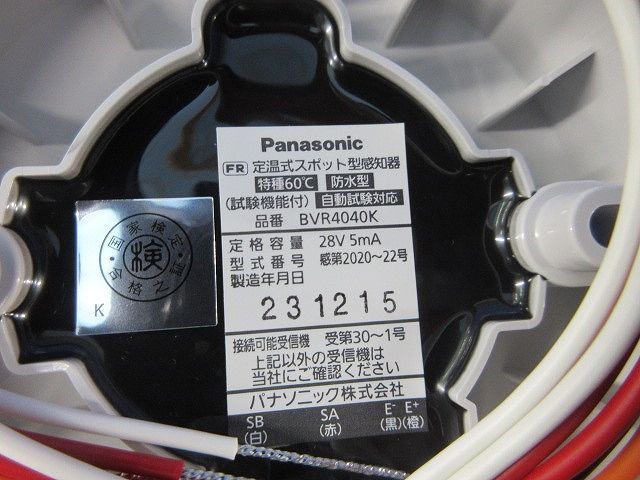 Panasonic
FR 定温式スポット型感知器
特種60℃ 防水型
(試験機能付) 自動試験対応
品番 BVR4040K
定格容量 28V 5mA
型式番号 感第2020～22号
製造年月日
231215
接続可能受信機 受第30～1号
上記以外の受信機は
当社にご確認ください
パナソニック株式会社
SB SA E⁻ E⁺
(白) (赤) (黒)(橙)
国家検定
検
合格之証
K